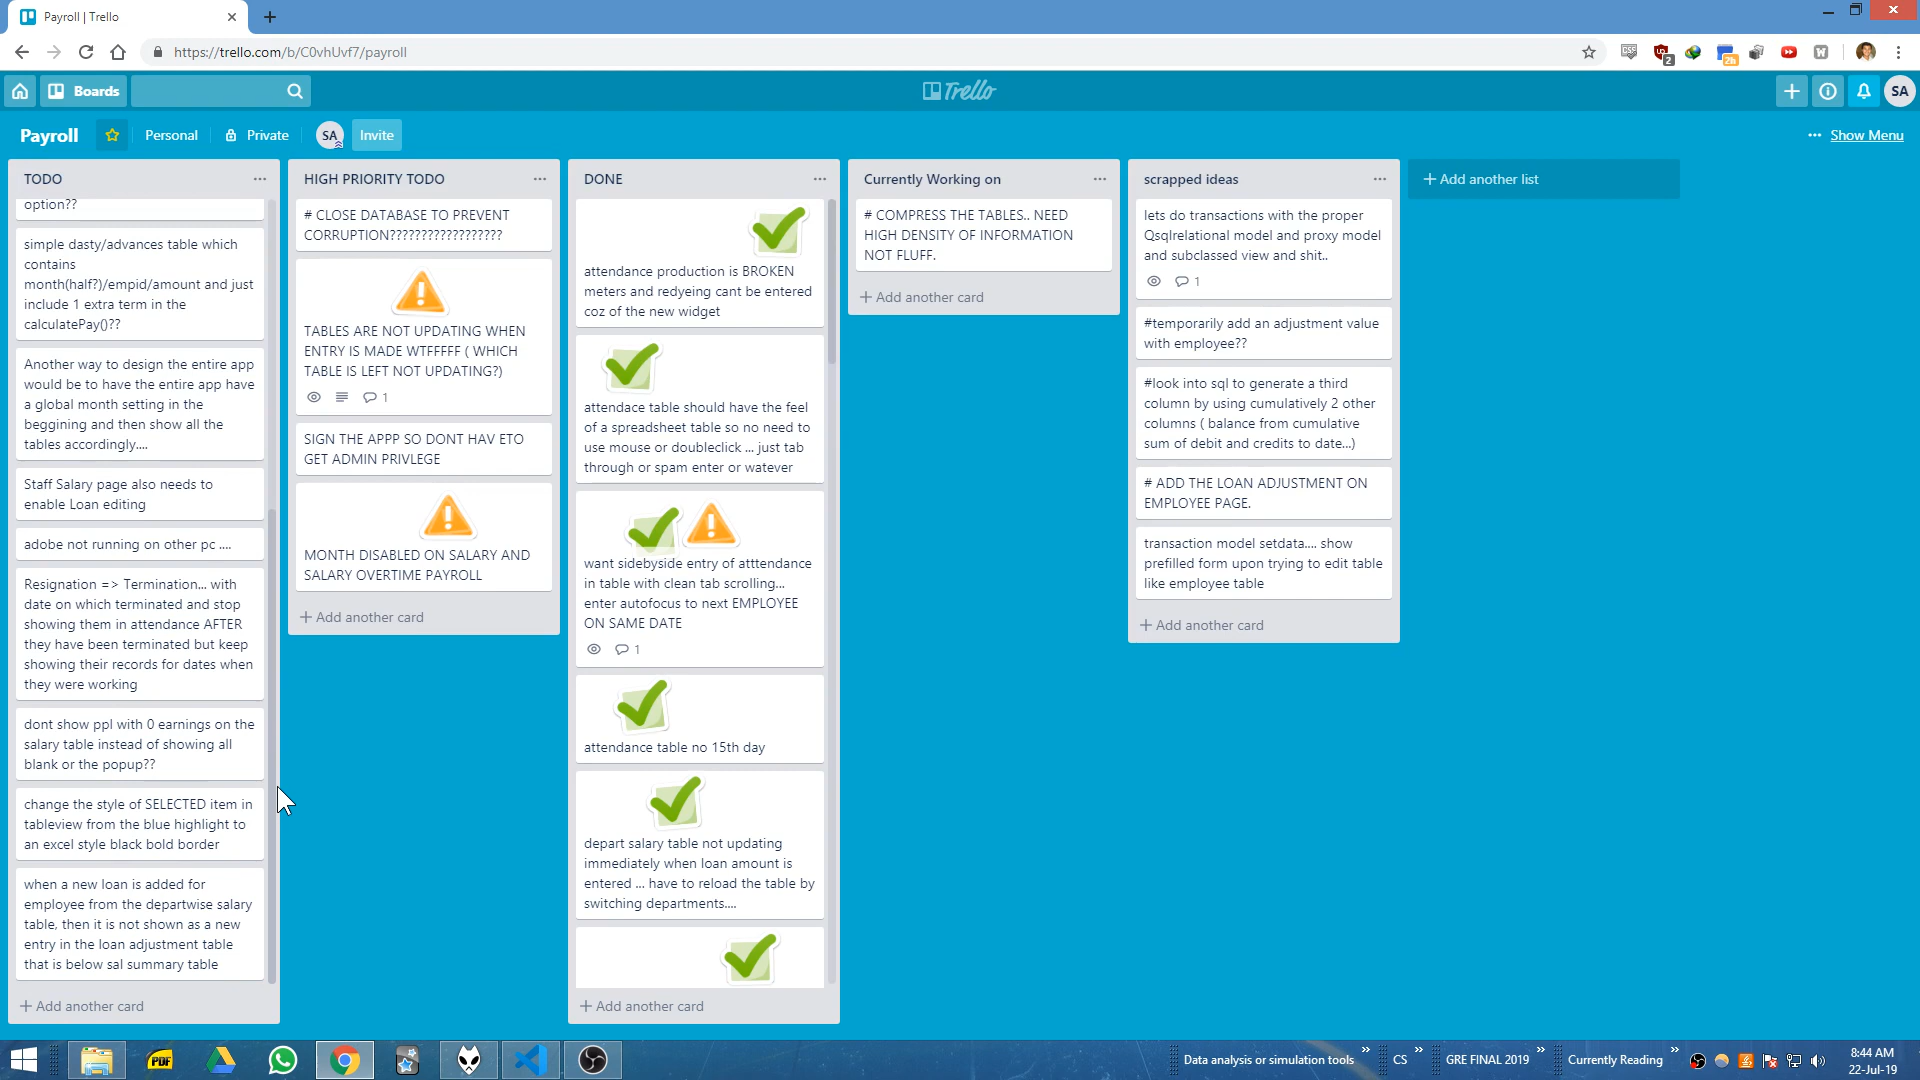 Payroll | Trello
https://trello.com/b/C0vhUvf7/payroll
2
2h
W
Boards
Trello
SA
Payroll
Personal
Private
SA
Invite
Show Menu
TODO
option??
simple dasty/advances table which
contains
month(half?)/empid/amount and just
include 1 extra term in the
calculatePay()??
Another way to design the entire app
would be to have the entire app have
a global month setting in the
beggining and then show all the
tables accordingly....
Staff Salary page also needs to
enable Loan editing
adobe not running on other pc ....
Resignation => Termination... with
date on which terminated and stop
showing them in attendance AFTER
they have been terminated but keep
showing their records for dates when
they were working
dont show ppl with 0 earnings on the
salary table instead of showing all
blank or the popup??
change the style of SELECTED item in
tableview from the blue highlight to
an excel style black bold border
when a new loan is added for
employee from the departwise salary
table, then it is not shown as a new
entry in the loan adjustment table
that is below sal summary table
+ Add another card
HIGH PRIORITY TODO
# CLOSE DATABASE TO PREVENT
CORRUPTION??????????????????
TABLES ARE NOT UPDATING WHEN
ENTRY IS MADE WTFFFFF ( WHICH
TABLE IS LEFT NOT UPDATING?)
1
SIGN THE APPP SO DONT HAV ETO
GET ADMIN PRIVLEGE
MONTH DISABLED ON SALARY AND
SALARY OVERTIME PAYROLL
+ Add another card
DONE
attendance production is BROKEN
meters and redyeing cant be entered
coz of the new widget
attendace table should have the feel
of a spreadsheet table so no need to
use mouse or doubleclick ... just tab
through or spam enter or watever
want sidebyside entry of atttendance
in table with clean tab scrolling...
enter autofocus to next EMPLOYEE
ON SAME DATE
1
attendance table no 15th day
depart salary table not updating
immediately when loan amount is
entered ... have to reload the table by
switching departments....
+ Add another card
Currently Working on
# COMPRESS THE TABLES.. NEED
HIGH DENSITY OF INFORMATION
NOT FLUFF.
+ Add another card
scrapped ideas
lets do transactions with the proper
Qsqlrelational model and proxy model
and subclassed view and shit..
1
#temporarily add an adjustment value
with employee??
#look into sql to generate a third
column by using cumulatively 2 other
columns ( balance from cumulative
sum of debit and credits to date...)
# ADD THE LOAN ADJUSTMENT ON
EMPLOYEE PAGE.
transaction model setdata.... show
prefilled form upon trying to edit table
like employee table
+ Add another card
+ Add another list
PDF
Data analysis or simulation tools
CS
GRE FINAL 2019
Currently Reading
8:44 AM
22-Jul-19